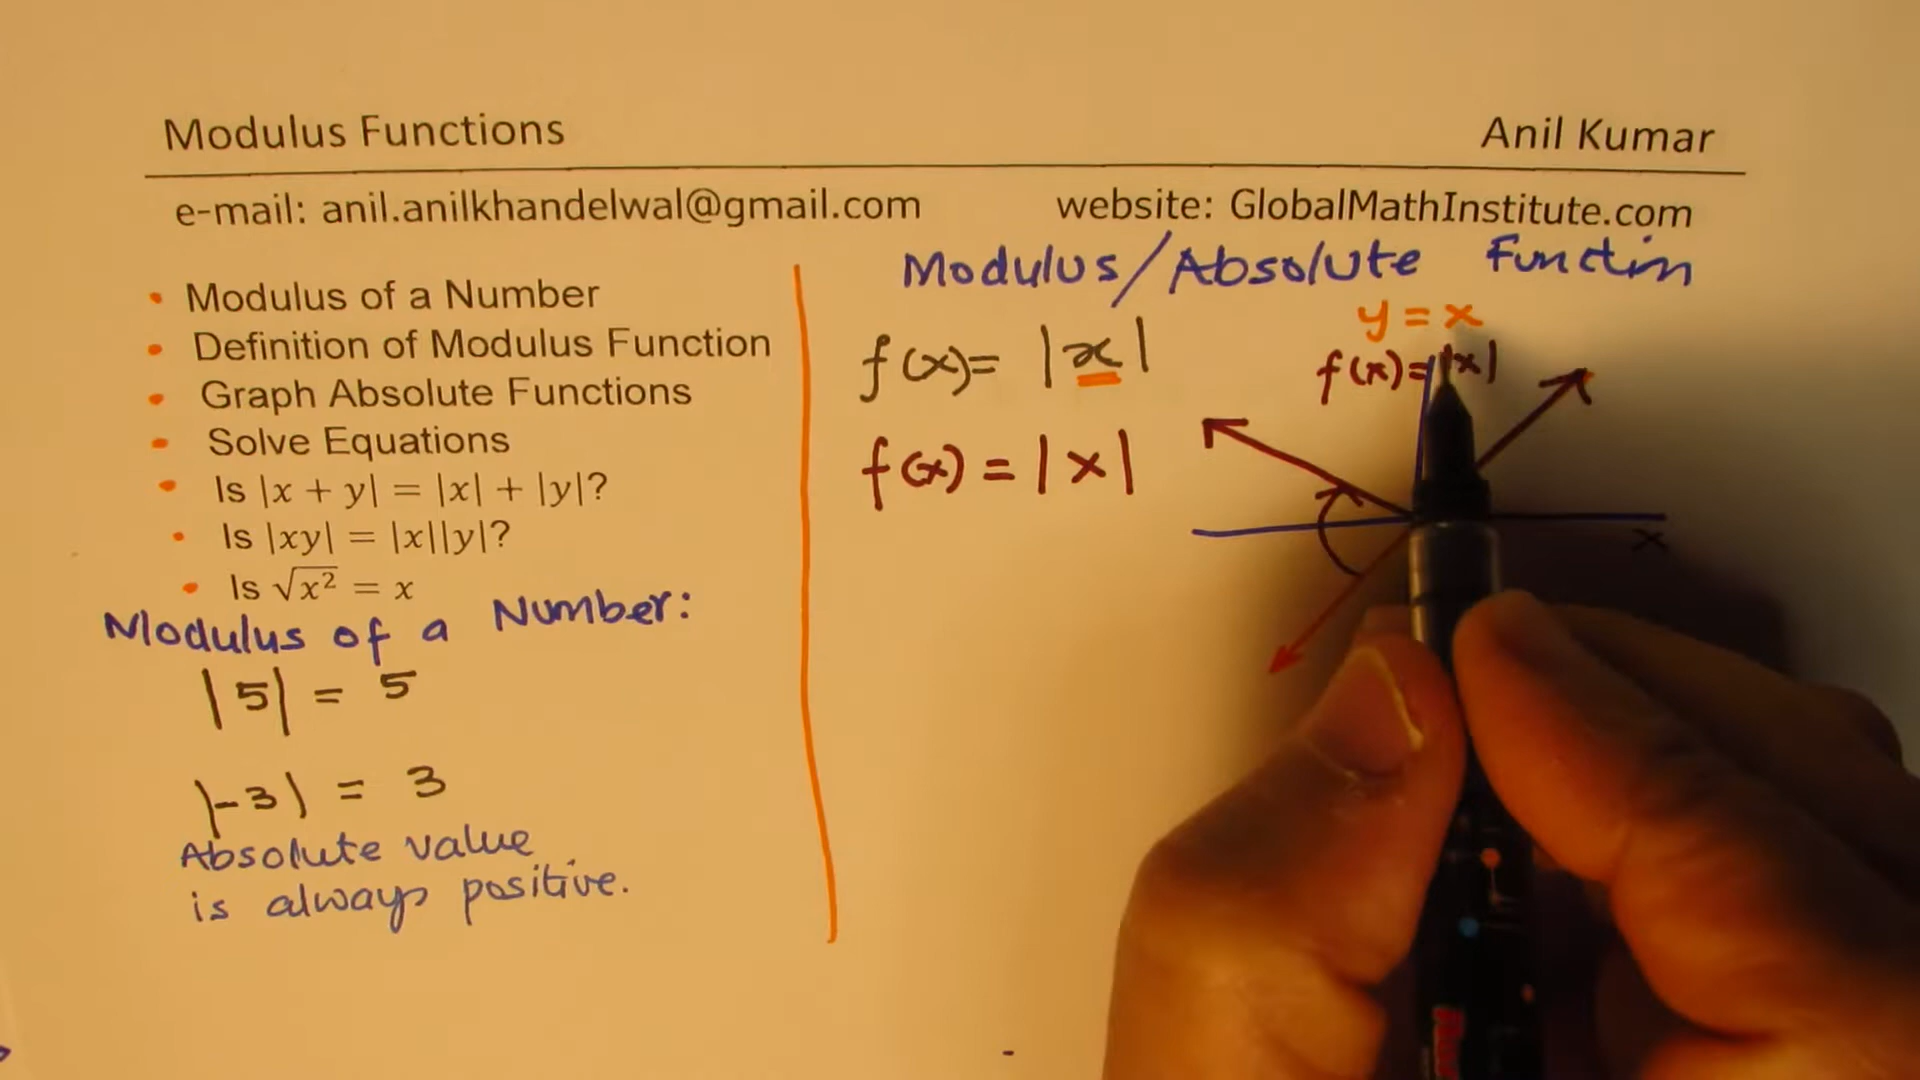 Modulus Functions
Anil Kumar
e-mail: anil.anilkhandelwal@gmail.com
website: GlobalMathInstitute.com
• Modulus of a Number
• Definition of Modulus Function
• Graph Absolute Functions
• Solve Equations
• Is |x + y| = |x| + |y|?
• Is |xy| = |x||y|?
• Is √x² = x
Modulus of a Number:
|5| = 5
|-3| = 3
Absolute value
is always positive.
Modulus/Absolute Function
f(x) = |x|
f(x) = |x|
y = x
f(x) = |x|
x